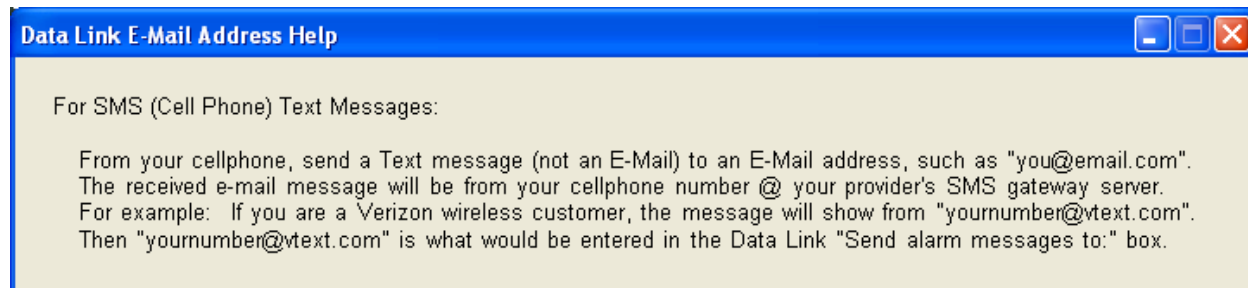 Data Link E-Mail Address Help
For SMS (Cell Phone) Text Messages:
From your cellphone, send a Text message (not an E-Mail) to an E-Mail address, such as "you@email.com".
The received e-mail message will be from your cellphone number @ your provider's SMS gateway server.
For example:  If you are a Verizon wireless customer, the message will show from "yournumber@vtext.com".
Then "yournumber@vtext.com" is what would be entered in the Data Link "Send alarm messages to:" box.